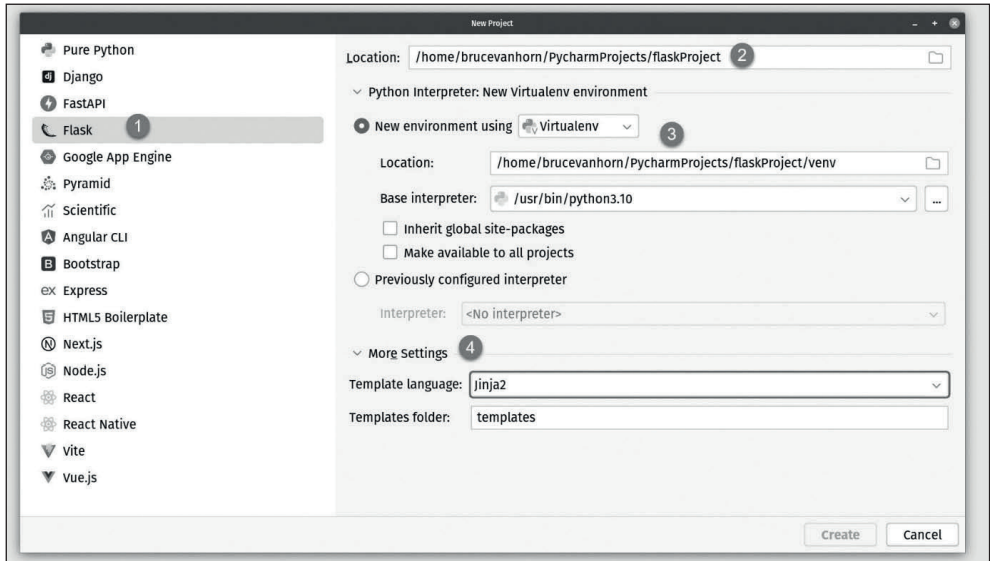 New Project
Pure Python
dj Django
FastAPI
Flask 1
Google App Engine
Pyramid
Scientific
A Angular CLI
B Bootstrap
ex Express
5 HTML5 Boilerplate
N Next.js
JS Node.js
React
React Native
Vite
Vue.js
Location: /home/brucevanhorn/PycharmProjects/flaskProject 2
Python Interpreter: New Virtualenv environment
New environment using Virtualenv 3
Location: /home/brucevanhorn/PycharmProjects/flaskProject/venv
Base interpreter: /usr/bin/python3.10 ...
Inherit global site-packages
Make available to all projects
Previously configured interpreter
Interpreter: <No interpreter>
More Settings 4
Template language: Jinja2
Templates folder: templates
Create Cancel